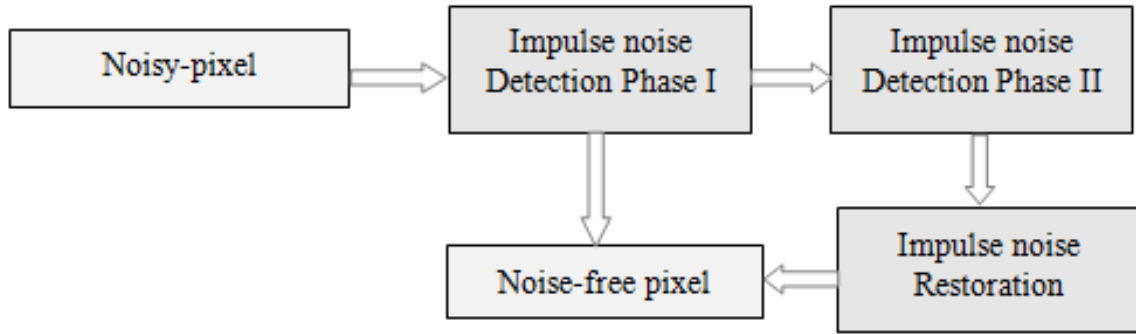 Noisy-pixel
Impulse noise
Detection Phase I
Impulse noise
Detection Phase II
Noise-free pixel
Impulse noise
Restoration